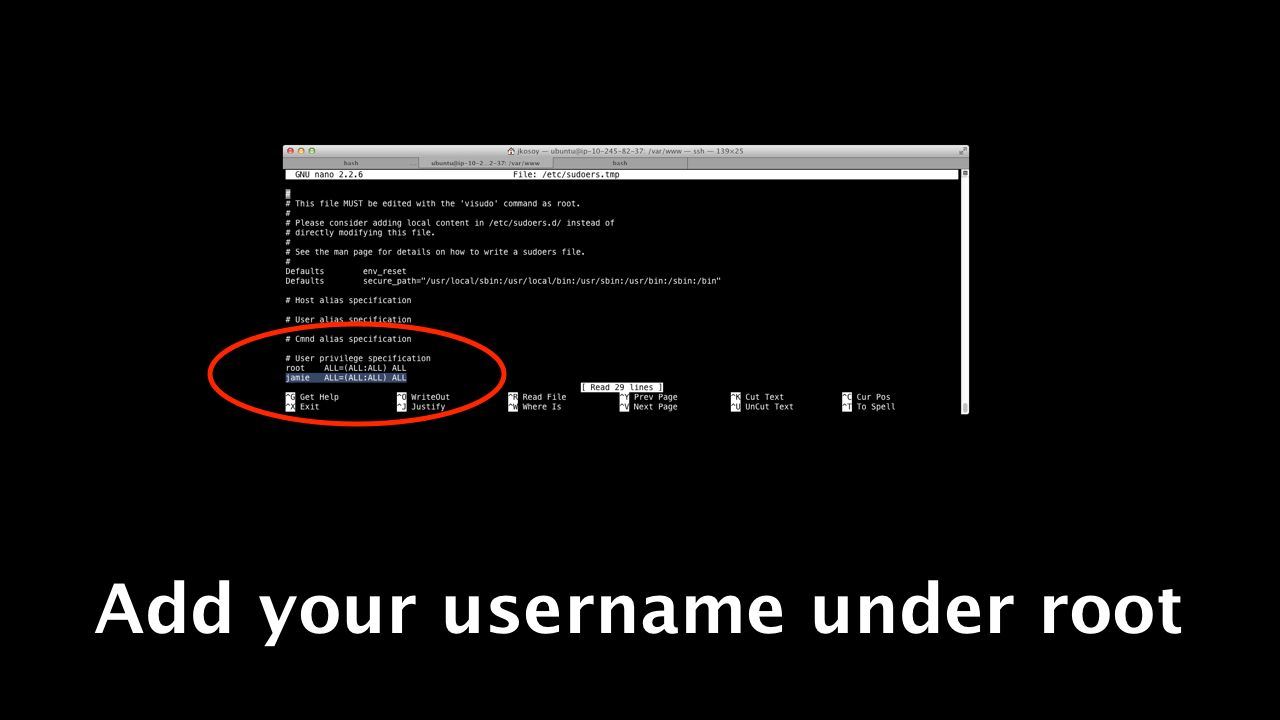 jkosoy — ubuntu@ip-10-245-82-37: /var/www — ssh — 139×25
bash ... ubuntu@ip-10-2...2-37: /var/www bash
GNU nano 2.2.6 File: /etc/sudoers.tmp
#
# This file MUST be edited with the 'visudo' command as root.
#
# Please consider adding local content in /etc/sudoers.d/ instead of
# directly modifying this file.
#
# See the man page for details on how to write a sudoers file.
#
Defaults env_reset
Defaults secure_path="/usr/local/sbin:/usr/local/bin:/usr/sbin:/usr/bin:/sbin:/bin"
# Host alias specification
# User alias specification
# Cmnd alias specification
# User privilege specification
root ALL=(ALL:ALL) ALL
jamie ALL=(ALL:ALL) ALL
[ Read 29 lines ]
^G Get Help ^O WriteOut ^R Read File ^Y Prev Page ^K Cut Text ^C Cur Pos
^X Exit ^J Justify ^W Where Is ^V Next Page ^U UnCut Text ^T To Spell
Add your username under root